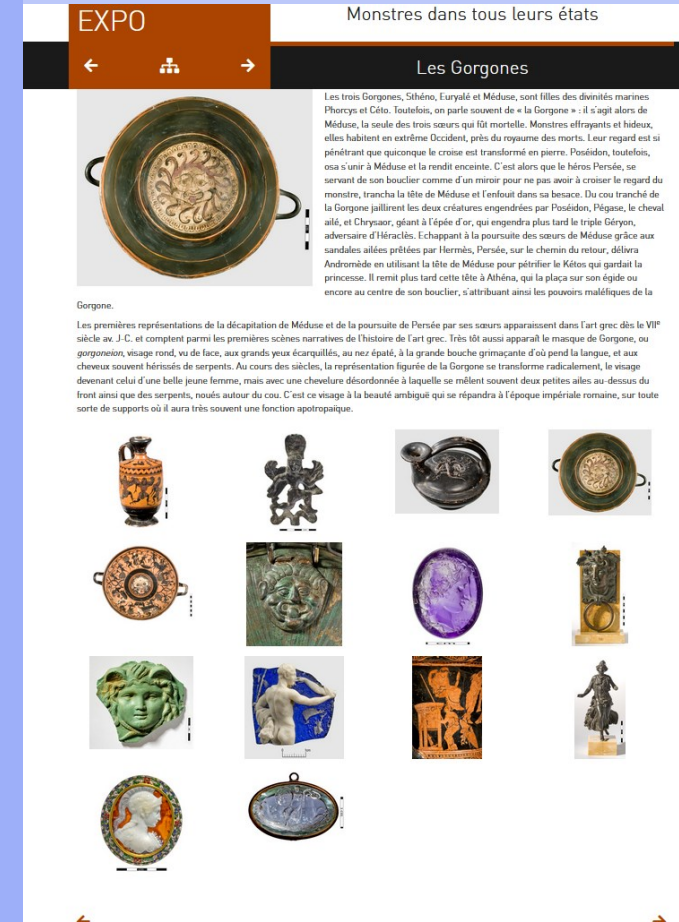 EXPO
Monstres dans tous leurs états
Les Gorgones
Les trois Gorgones, Sthéno, Euryalé et Méduse, sont filles des divinités marines
Phorcys et Céto. Toutefois, on parle souvent de « la Gorgone » : il s'agit alors de
Méduse, la seule des trois sœurs qui fût mortelle. Monstres effrayants et hideux,
elles habitent en extrême Occident, près du royaume des morts. Leur regard est si
pénétrant que quiconque le croise est transformé en pierre. Poséidon, toutefois,
osa s'unir à Méduse et la rendit enceinte. C'est alors que le héros Persée, se
servant de son bouclier comme d'un miroir pour ne pas avoir à croiser le regard du
monstre, trancha la tête de Méduse et l'enfouit dans sa besace. Du cou tranché de
la Gorgone jaillirent les deux créatures engendrées par Poséidon, Pégase, le cheval
ailé, et Chrysaor, géant à l'épée d'or, qui engendra plus tard le triple Géryon,
adversaire d'Héraclès. Echappant à la poursuite des sœurs de Méduse grâce aux
sandales ailées prêtées par Hermès, Persée, sur le chemin du retour, délivra
Andromède en utilisant la tête de Méduse pour pétrifier le Kétos qui gardait la
princesse. Il remit plus tard cette tête à Athéna, qui la plaça sur son égide ou
encore au centre de son bouclier, s'attribuant ainsi les pouvoirs maléfiques de la
Gorgone.
Les premières représentations de la décapitation de Méduse et de la poursuite de Persée par ses sœurs apparaissent dans l'art grec dès le VIIe
siècle av. J-C. et comptent parmi les premières scènes narratives de l'histoire de l'art grec. Très tôt aussi apparaît le masque de Gorgone, ou
gorgoneion, visage rond, vu de face, aux grands yeux écarquillés, au nez épaté, à la grande bouche grimaçante d'où pend la langue, et aux
cheveux souvent hérissés de serpents. Au cours des siècles, la représentation figurée de la Gorgone se transforme radicalement, le visage
devenant celui d'une belle jeune femme, mais avec une chevelure désordonnée à laquelle se mêlent souvent deux petites ailes au-dessus du
front ainsi que des serpents, noués autour du cou. C'est ce visage à la beauté ambiguë qui se répandra à l'époque impériale romaine, sur toute
sorte de supports où il aura très souvent une fonction apotropaïque.